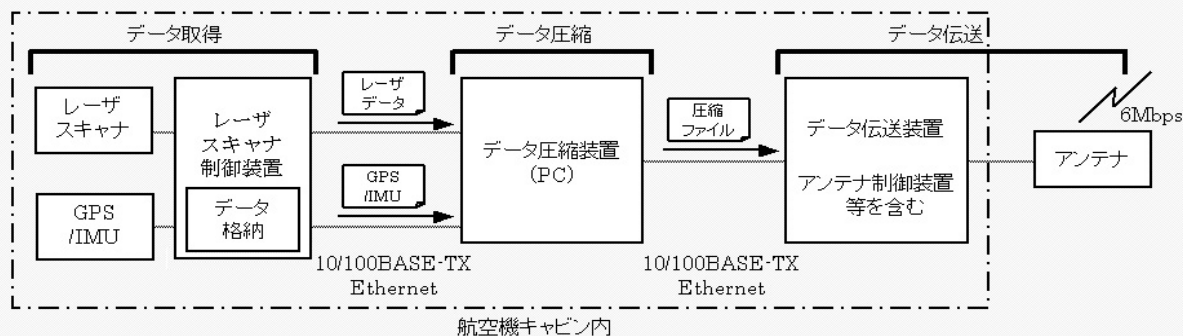 データ取得
データ圧縮
データ伝送
レーザ
スキャナ
GPS
/IMU
レーザ
スキャナ
制御装置
データ
格納
レーザ
データ
GPS
/IMU
10/100BASE-TX
Ethernet
データ圧縮装置
(PC)
圧縮
ファイル
10/100BASE-TX
Ethernet
データ伝送装置
アンテナ制御装置
等を含む
6Mbps
アンテナ
航空機キャビン内